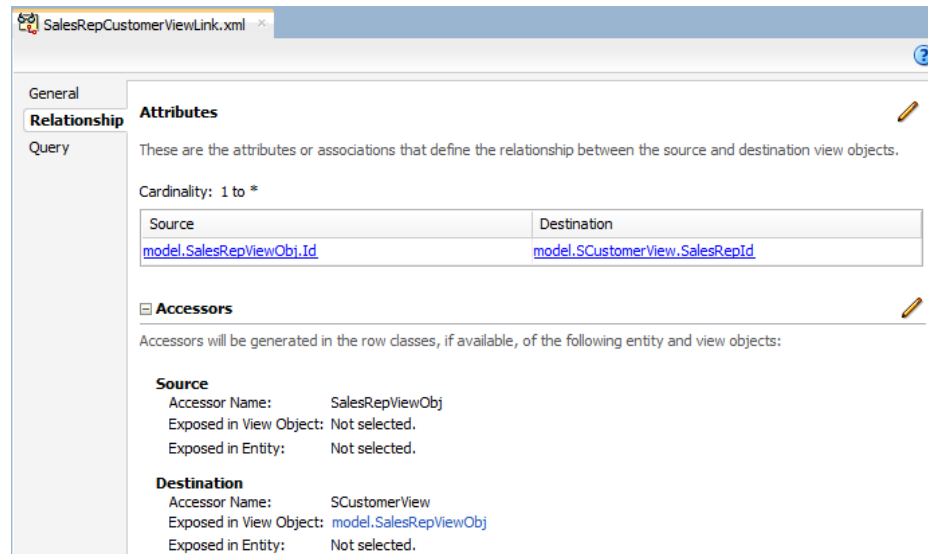 SalesRepCustomerViewLink.xml ×
?
General
Relationship
Query
Attributes
These are the attributes or associations that define the relationship between the source and destination view objects.
Cardinality: 1 to *
Source Destination
model.SalesRepViewObj.Id model.SCustomerView.SalesRepId
Accessors
Accessors will be generated in the row classes, if available, of the following entity and view objects:
Source
Accessor Name: SalesRepViewObj
Exposed in View Object: Not selected.
Exposed in Entity: Not selected.
Destination
Accessor Name: SCustomerView
Exposed in View Object: model.SalesRepViewObj
Exposed in Entity: Not selected.